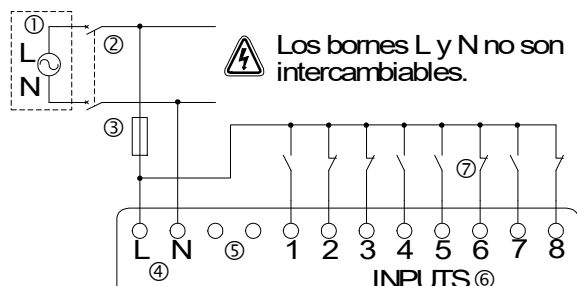 ①
L
N
②
Los bornes L y N no son
intercambiables.
③
⑦
L N 1 2 3 4 5 6 7 8
④ ⑤
INPUTS ⑥